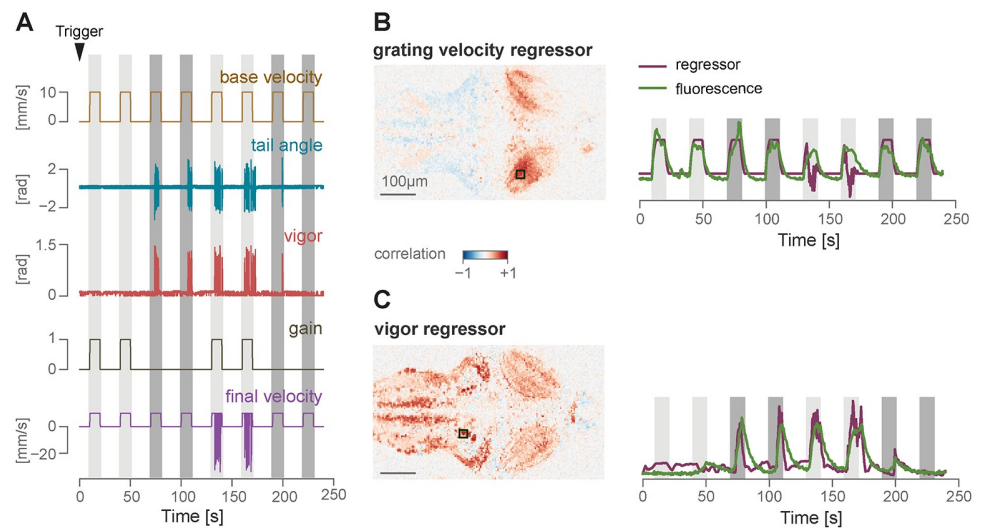 A
Trigger
base velocity
[mm/s]
10
0
tail angle
[rad]
2
−2
vigor
[rad]
1.5
0
gain
1
0
final velocity
[mm/s]
0
−20
0 50 100 150 200 250
Time [s]
B
grating velocity regressor
100μm
regressor
fluorescence
0 50 100 150 200 250
Time [s]
correlation
−1 +1
C
vigor regressor
0 50 100 150 200 250
Time [s]